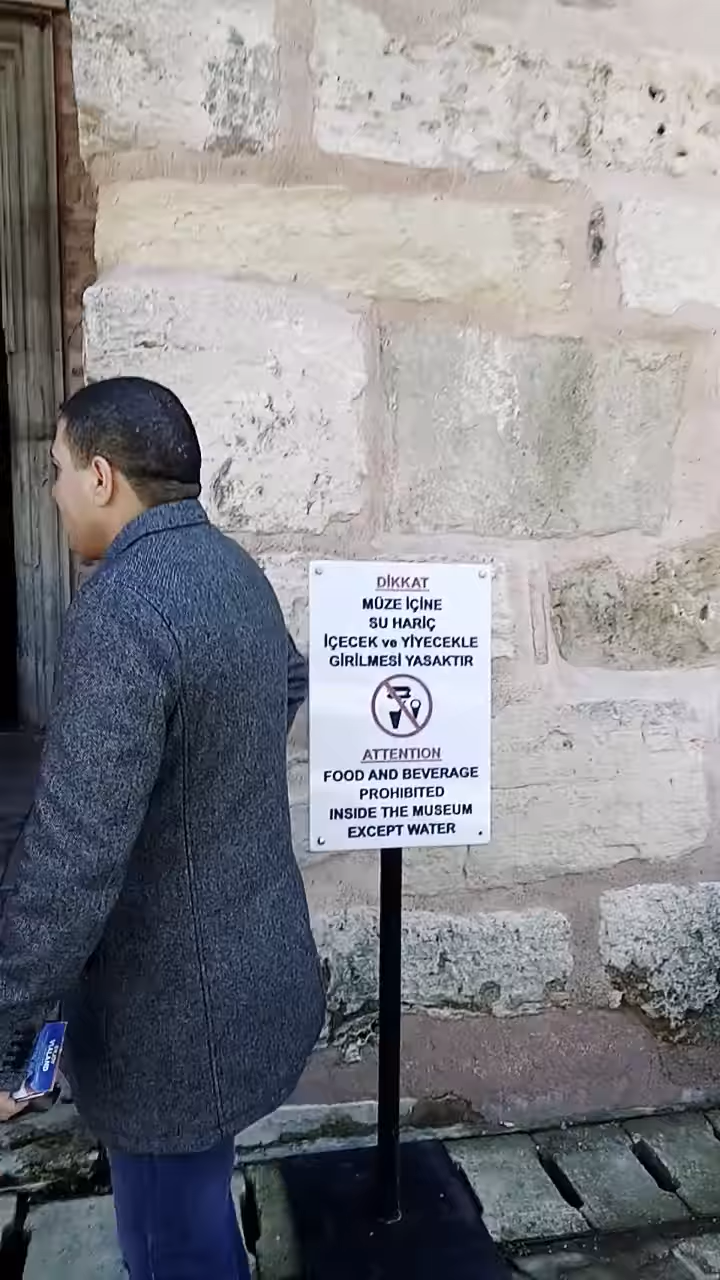 DİKKAT
MÜZE İÇİNE
SU HARİÇ
İÇECEK ve YİYECEKLE
GİRİLMESİ YASAKTIR
ATTENTION
FOOD AND BEVERAGE
PROHIBITED
INSIDE THE MUSEUM
EXCEPT WATER